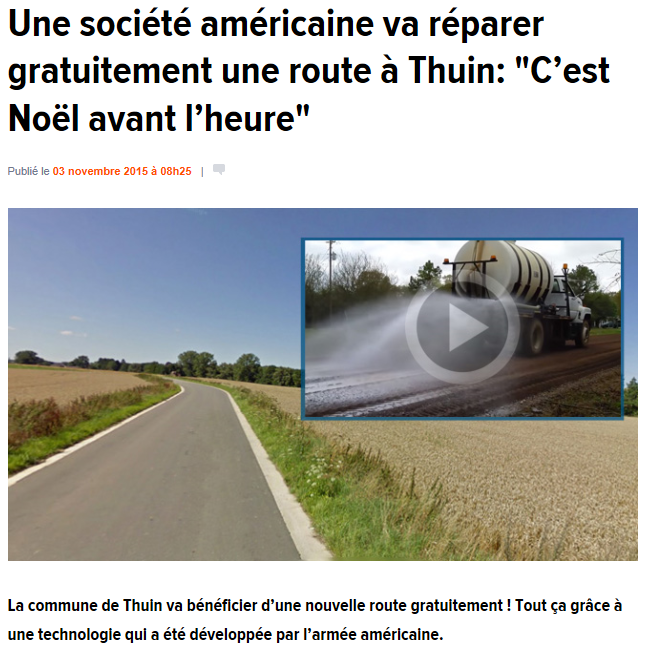 Une société américaine va réparer
gratuitement une route à Thuin: "C’est
Noël avant l’heure"
Publié le 03 novembre 2015 à 08h25 |
La commune de Thuin va bénéficier d’une nouvelle route gratuitement ! Tout ça grâce à
une technologie qui a été développée par l’armée américaine.